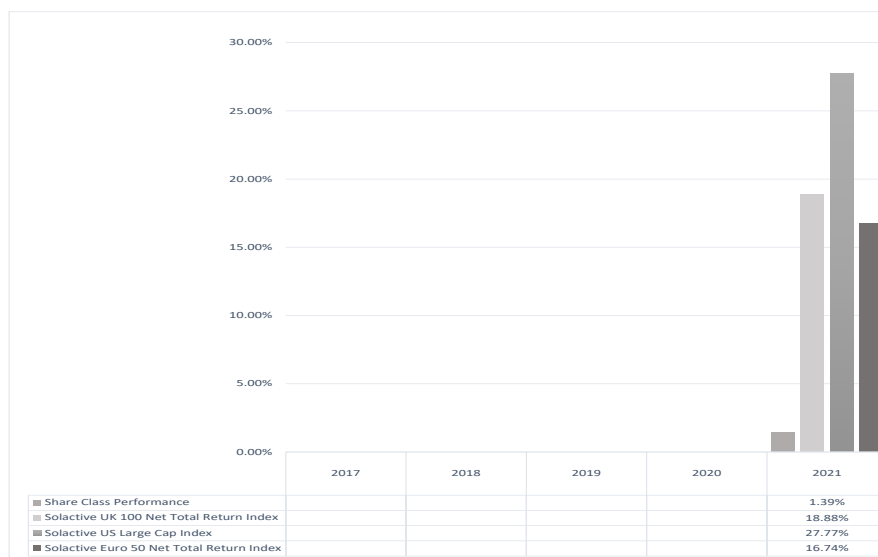 30.00%
25.00%
20.00%
15.00%
10.00%
5.00%
0.00%
2017 2018 2019 2020 2021
Share Class Performance 1.39%
Solactive UK 100 Net Total Return Index 18.88%
Solactive US Large Cap Index 27.77%
Solactive Euro 50 Net Total Return Index 16.74%